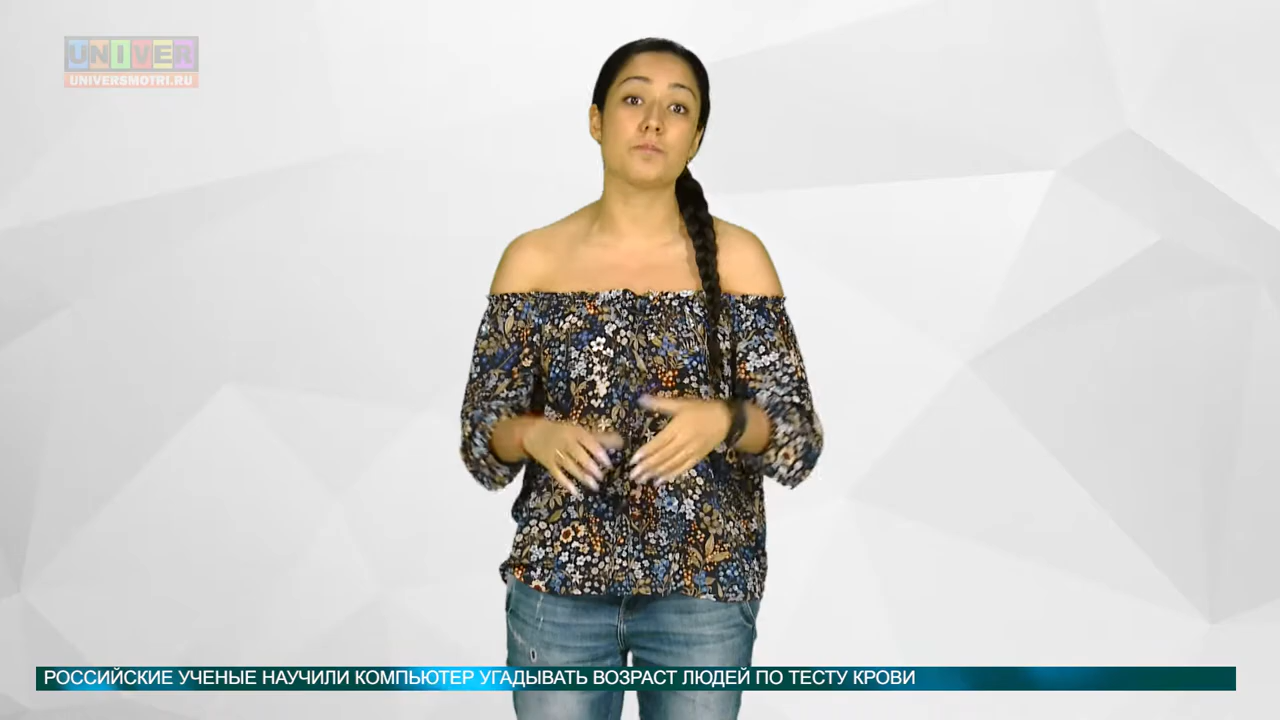 UNIVER
UNIVERSMOTRI.RU
РОССИЙСКИЕ УЧЕНЫЕ НАУЧИЛИ КОМПЬЮТЕР УГАДЫВАТЬ ВОЗРАСТ ЛЮДЕЙ ПО ТЕСТУ КРОВИ